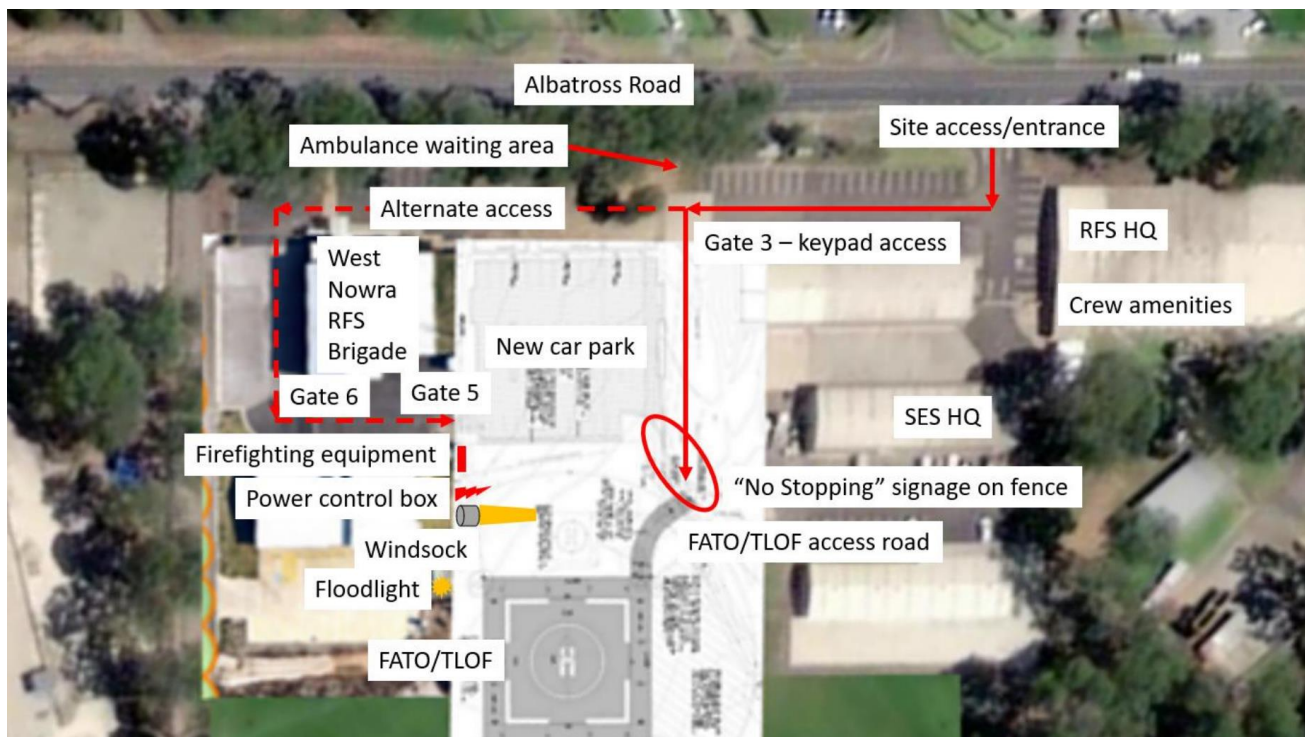 Albatross Road
Site access/entrance
Ambulance waiting area
Alternate access
RFS HQ
Gate 3 – keypad access
West
Nowra
RFS
Brigade
Crew amenities
New car park
Gate 6
Gate 5
SES HQ
Firefighting equipment
“No Stopping” signage on fence
Power control box
FATO/TLOF access road
Windsock
Floodlight
FATO/TLOF
H